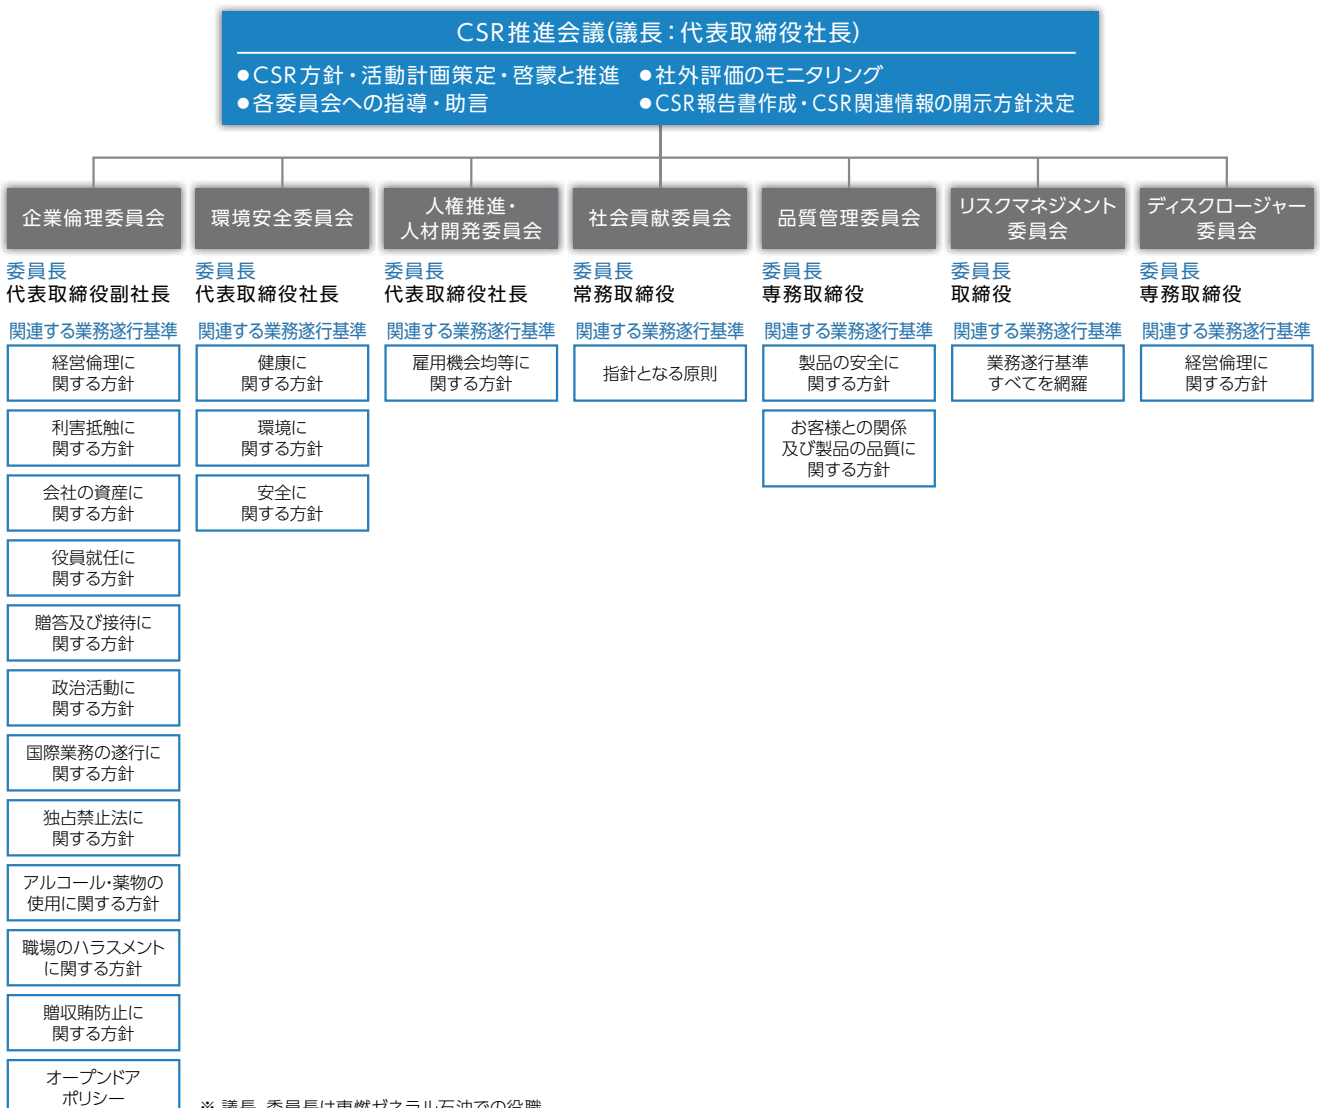 CSR推進会議(議長：代表取締役社長)
●CSR方針・活動計画策定・啓蒙と推進 ●社外評価のモニタリング
●各委員会への指導・助言 ●CSR報告書作成・CSR関連情報の開示方針決定
企業倫理委員会
委員長
代表取締役副社長
関連する業務遂行基準
経営倫理に
関する方針
利害抵触に
関する方針
会社の資産に
関する方針
役員就任に
関する方針
贈答及び接待に
関する方針
政治活動に
関する方針
国際業務の遂行に
関する方針
独占禁止法に
関する方針
アルコール・薬物の
使用に関する方針
職場のハラスメント
に関する方針
贈収賄防止に
関する方針
オープンドア
ポリシー
環境安全委員会
委員長
代表取締役社長
関連する業務遂行基準
健康に
関する方針
環境に
関する方針
安全に
関する方針
人権推進・
人材開発委員会
委員長
代表取締役社長
関連する業務遂行基準
雇用機会均等に
関する方針
社会貢献委員会
委員長
常務取締役
関連する業務遂行基準
指針となる原則
品質管理委員会
委員長
専務取締役
関連する業務遂行基準
製品の安全に
関する方針
お客様との関係
及び製品の品質に
関する方針
リスクマネジメント
委員会
委員長
取締役
関連する業務遂行基準
業務遂行基準
すべてを網羅
ディスクロージャー
委員会
委員長
専務取締役
関連する業務遂行基準
経営倫理に
関する方針
※ 議長、委員長は東燃ゼネラル石油での役職